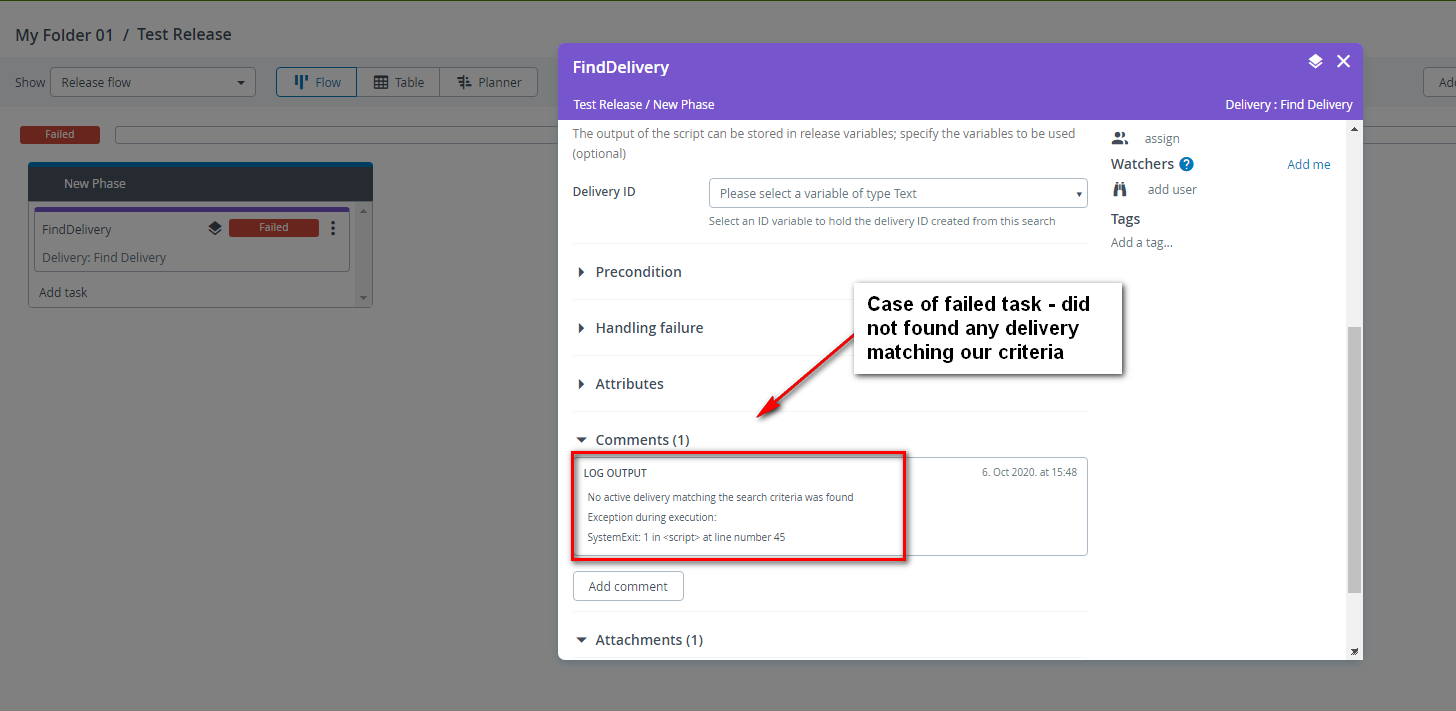 My Folder 01 / Test Release
Show
Release flow
Flow
Table
Planner
Add
Failed
New Phase
FindDelivery
Failed
Delivery: Find Delivery
Add task
FindDelivery
Test Release / New Phase
Delivery : Find Delivery
The output of the script can be stored in release variables; specify the variables to be used
(optional)
Delivery ID
Please select a variable of type Text
Select an ID variable to hold the delivery ID created from this search
Precondition
Handling failure
Attributes
Case of failed task - did
not found any delivery
matching our criteria
Comments (1)
LOG OUTPUT
6. Oct 2020. at 15:48
No active delivery matching the search criteria was found
Exception during execution:
SystemExit: 1 in <script> at line number 45
Add comment
Attachments (1)
assign
Watchers ?
Add me
add user
Tags
Add a tag...